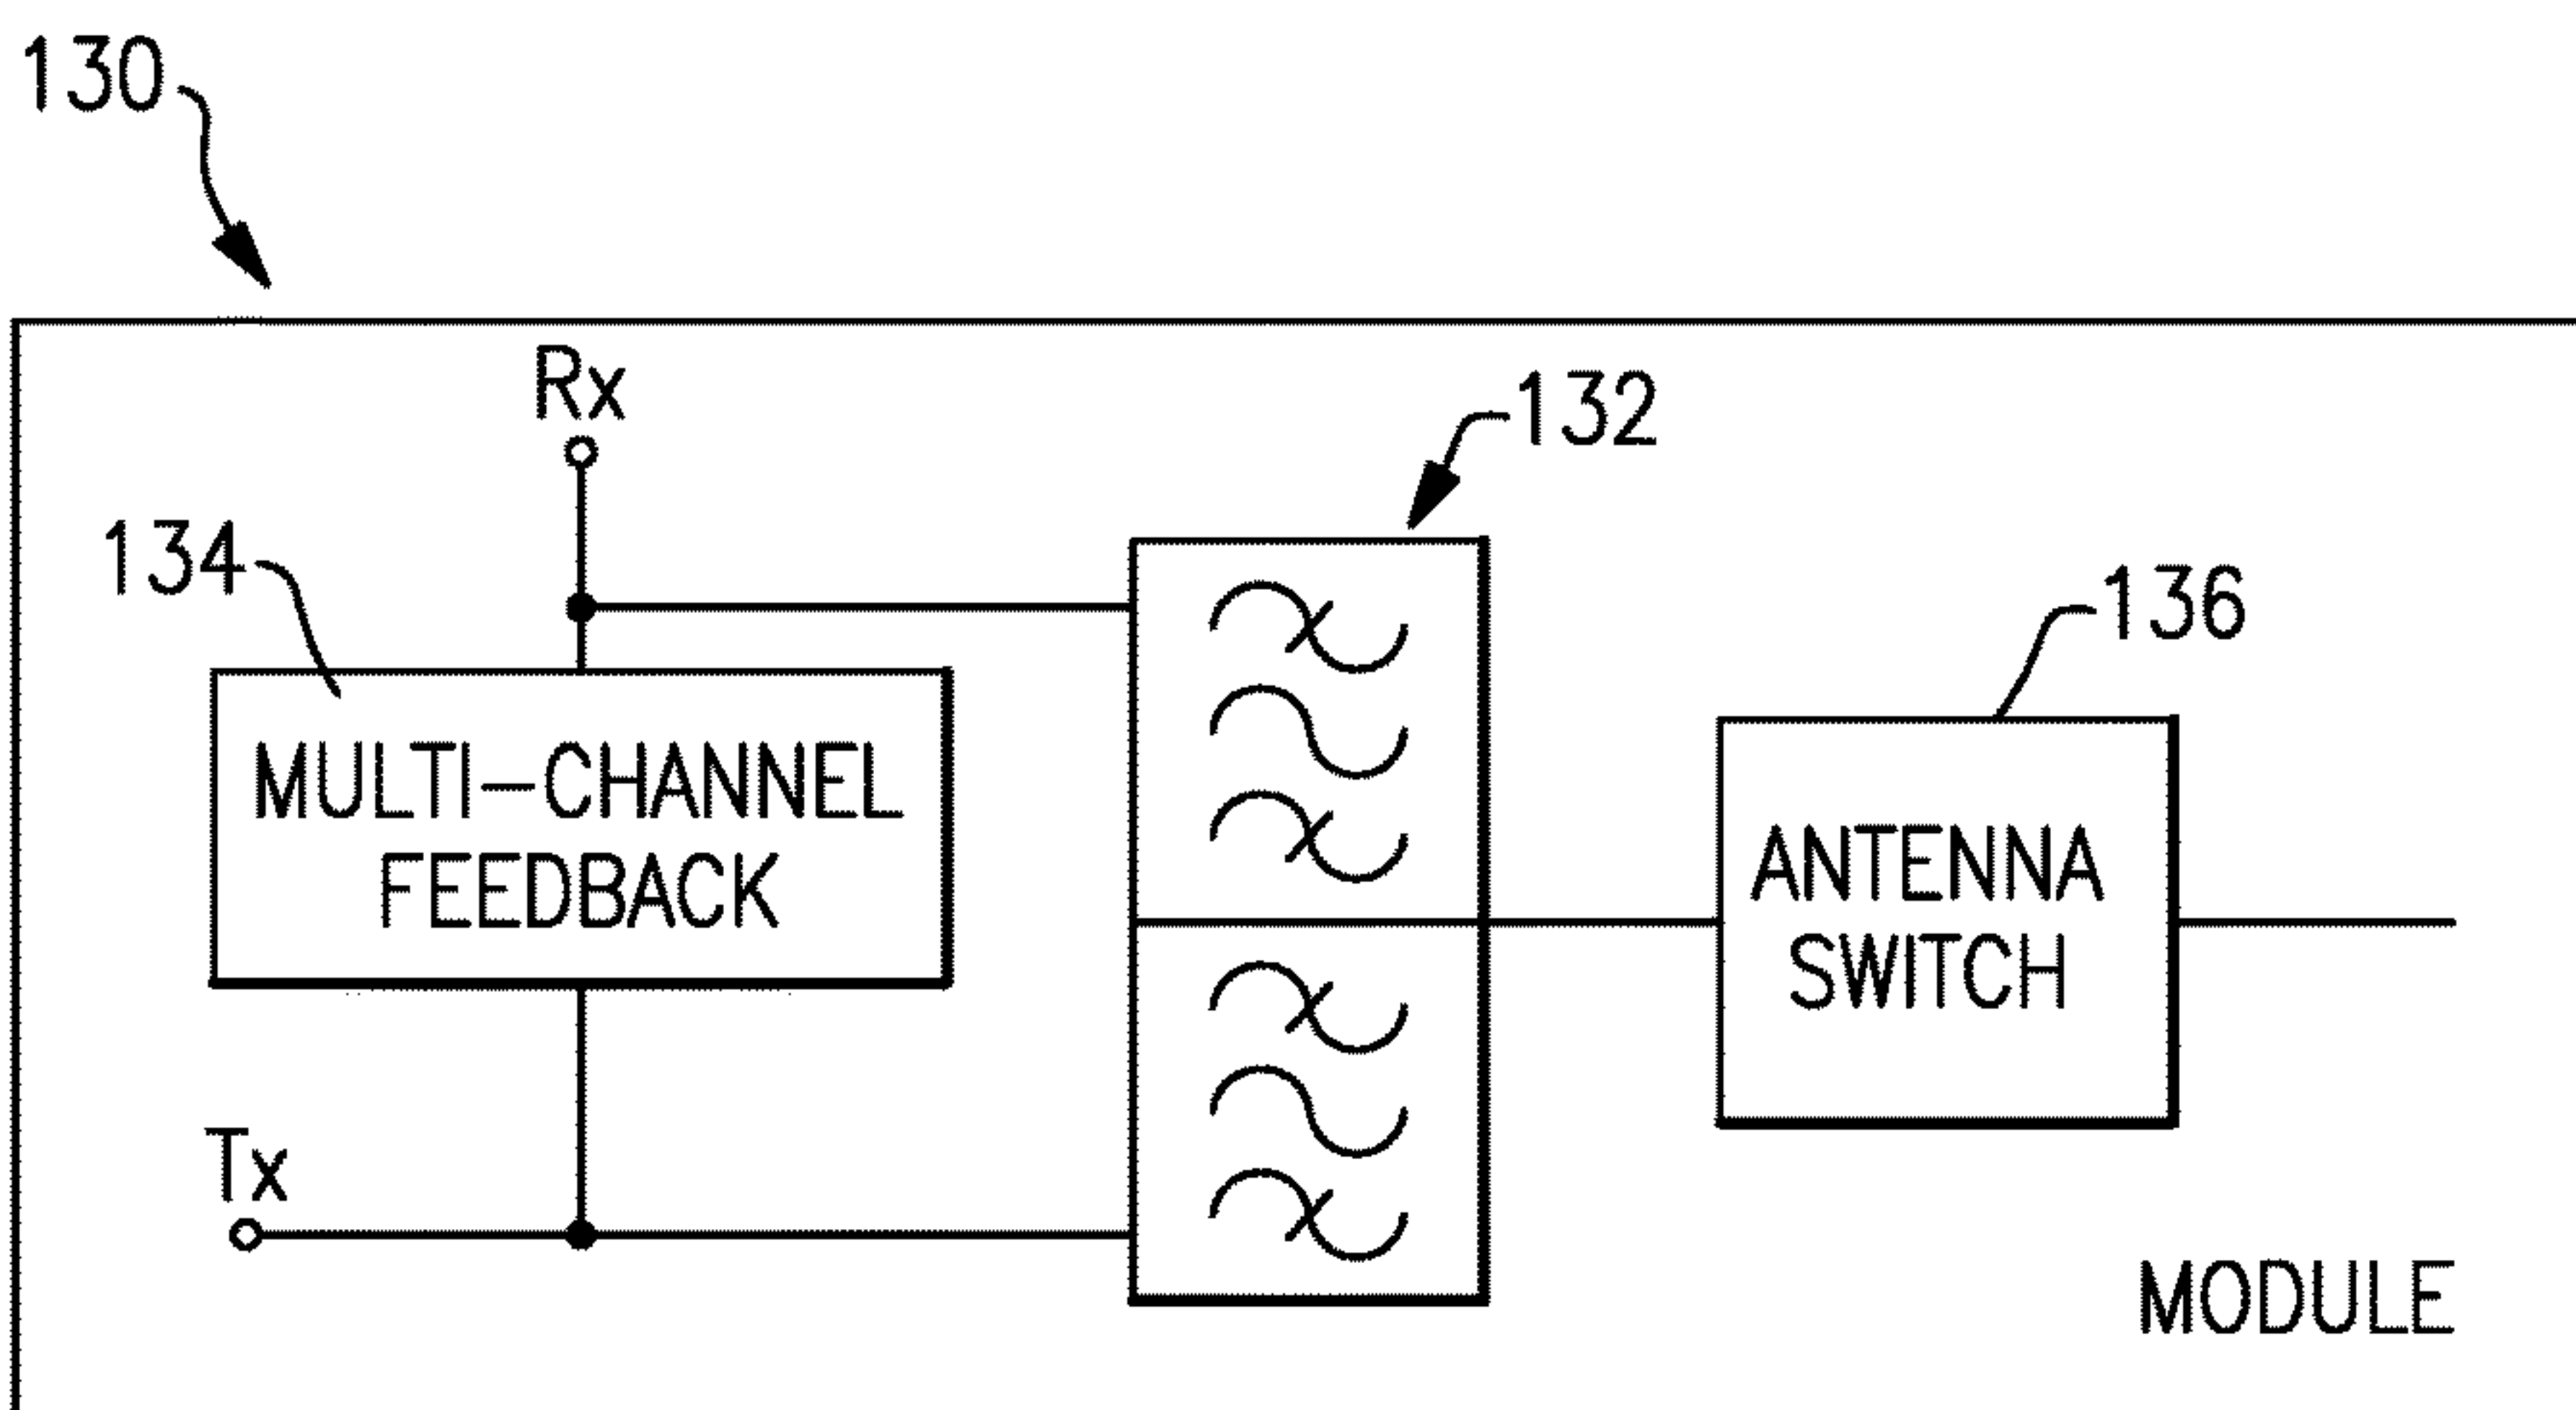 130
Rx
132
134
136
MULTI-CHANNEL
FEEDBACK
ANTENNA
SWITCH
Tx
MODULE